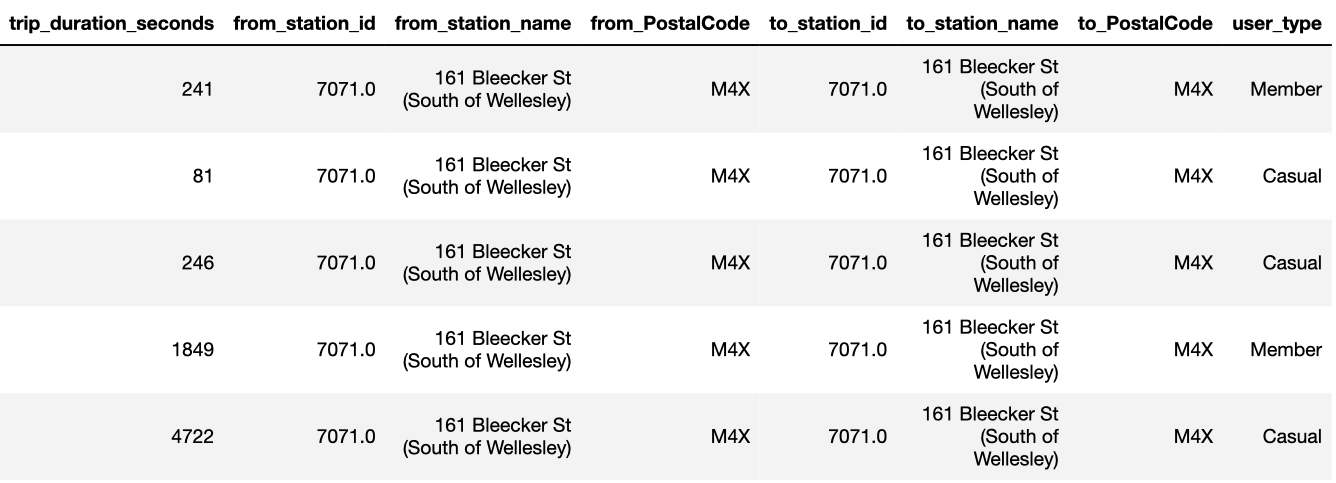 trip_duration_seconds from_station_id from_station_name from_PostalCode to_station_id to_station_name to_PostalCode user_type
241 7071.0 161 Bleecker St (South of Wellesley) M4X 7071.0 161 Bleecker St (South of Wellesley) M4X Member
81 7071.0 161 Bleecker St (South of Wellesley) M4X 7071.0 161 Bleecker St (South of Wellesley) M4X Casual
246 7071.0 161 Bleecker St (South of Wellesley) M4X 7071.0 161 Bleecker St (South of Wellesley) M4X Casual
1849 7071.0 161 Bleecker St (South of Wellesley) M4X 7071.0 161 Bleecker St (South of Wellesley) M4X Member
4722 7071.0 161 Bleecker St (South of Wellesley) M4X 7071.0 161 Bleecker St (South of Wellesley) M4X Casual